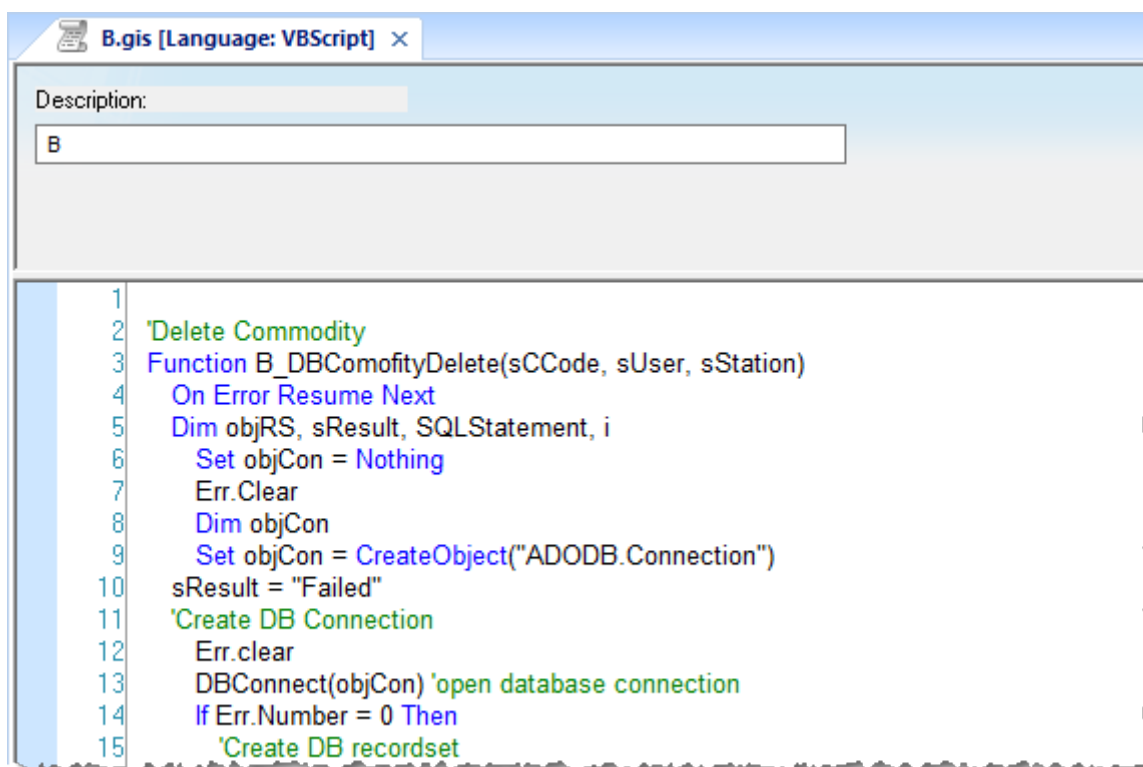 B.gis [Language: VBScript] ×
Description:
B
1
2 'Delete Commodity
3 Function B_DBComofityDelete(sCCode, sUser, sStation)
4 On Error Resume Next
5 Dim objRS, sResult, SQLStatement, i
6 Set objCon = Nothing
7 Err.Clear
8 Dim objCon
9 Set objCon = CreateObject("ADODB.Connection")
10 sResult = "Failed"
11 'Create DB Connection
12 Err.clear
13 DBConnect(objCon) 'open database connection
14 If Err.Number = 0 Then
15 'Create DB recordset